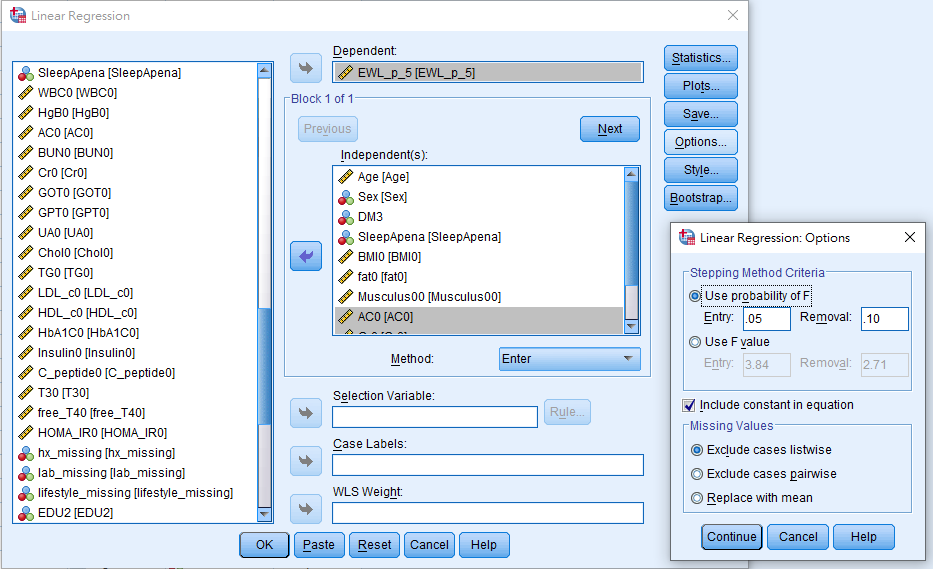 Linear Regression
SleepApena [SleepApena]
WBC0 [WBC0]
HgB0 [HgB0]
AC0 [AC0]
BUN0 [BUN0]
Cr0 [Cr0]
GOT0 [GOT0]
GPT0 [GPT0]
UA0 [UA0]
Chol0 [Chol0]
TG0 [TG0]
LDL_c0 [LDL_c0]
HDL_c0 [HDL_c0]
HbA1C0 [HbA1C0]
Insulin0 [Insulin0]
C_peptide0 [C_peptide0]
T30 [T30]
free_T40 [free_T40]
HOMA_IR0 [HOMA_IR0]
hx_missing [hx_missing]
lab_missing [lab_missing]
lifestyle_missing [lifestyle_missing]
EDU2 [EDU2]
Dependent:
EWL_p_5 [EWL_p_5]
Block 1 of 1
Previous
Next
Independent(s):
Age [Age]
Sex [Sex]
DM3
SleepApena [SleepApena]
BMI0 [BMI0]
fat0 [fat0]
Musculus00 [Musculus00]
AC0 [AC0]
Method:
Enter
Selection Variable:
Rule...
Case Labels:
WLS Weight:
OK
Paste
Reset
Cancel
Help
Statistics...
Plots...
Save...
Options...
Style...
Bootstrap...
Linear Regression: Options
Stepping Method Criteria
Use probability of F
Entry: .05 Removal: .10
Use F value
Entry: 3.84 Removal: 2.71
Include constant in equation
Missing Values
Exclude cases listwise
Exclude cases pairwise
Replace with mean
Continue
Cancel
Help